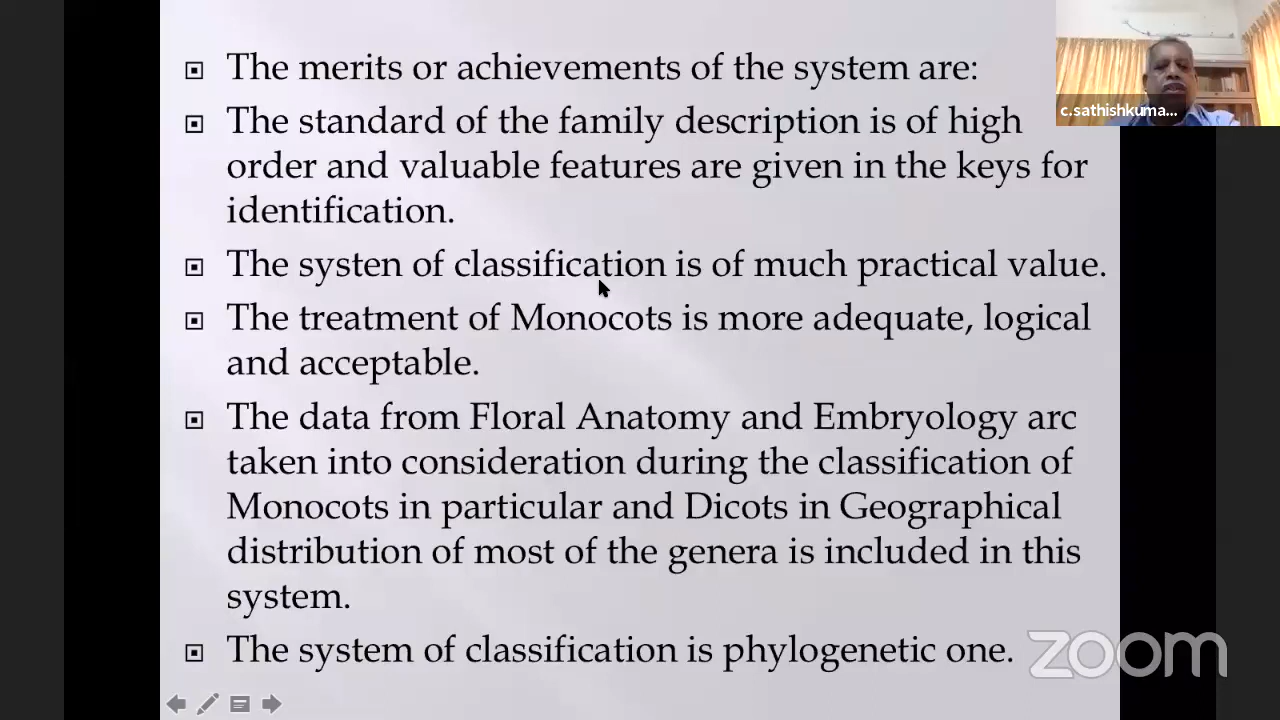 The merits or achievements of the system are:
The standard of the family description is of high
order and valuable features are given in the keys for
identification.
The systen of classification is of much practical value.
The treatment of Monocots is more adequate, logical
and acceptable.
The data from Floral Anatomy and Embryology arc
taken into consideration during the classification of
Monocots in particular and Dicots in Geographical
distribution of most of the genera is included in this
system.
The system of classification is phylogenetic one.
c.sathishkuma...
zoom